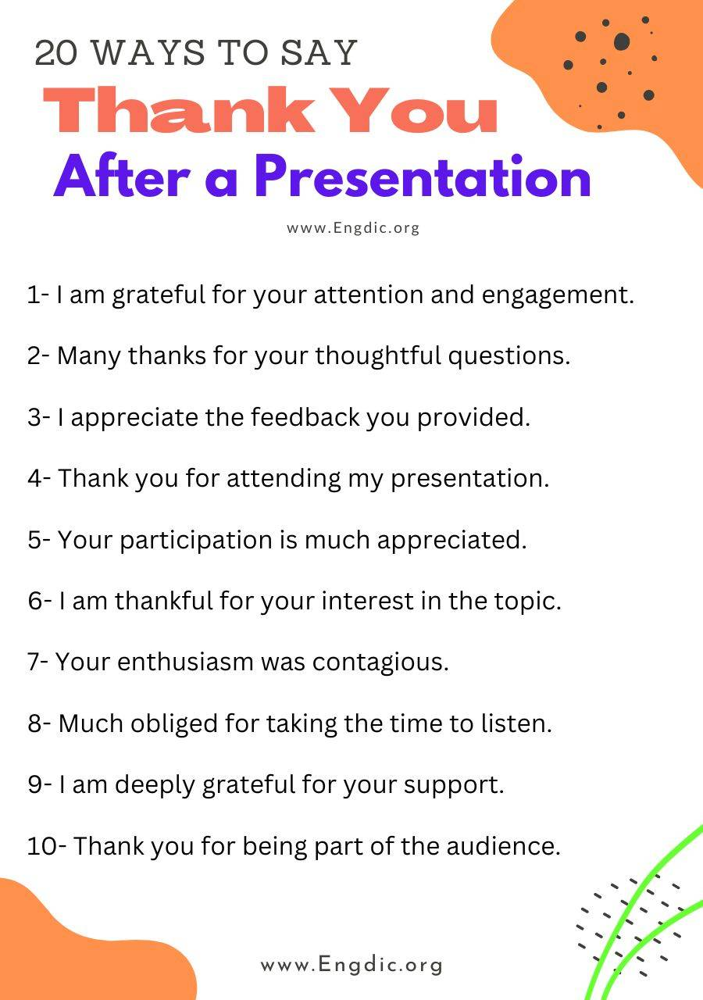 20 WAYS TO SAY
Thank You
After a Presentation
www.Engdic.org
1- I am grateful for your attention and engagement.
2- Many thanks for your thoughtful questions.
3- I appreciate the feedback you provided.
4- Thank you for attending my presentation.
5- Your participation is much appreciated.
6- I am thankful for your interest in the topic.
7- Your enthusiasm was contagious.
8- Much obliged for taking the time to listen.
9- I am deeply grateful for your support.
10- Thank you for being part of the audience.
www.Engdic.org